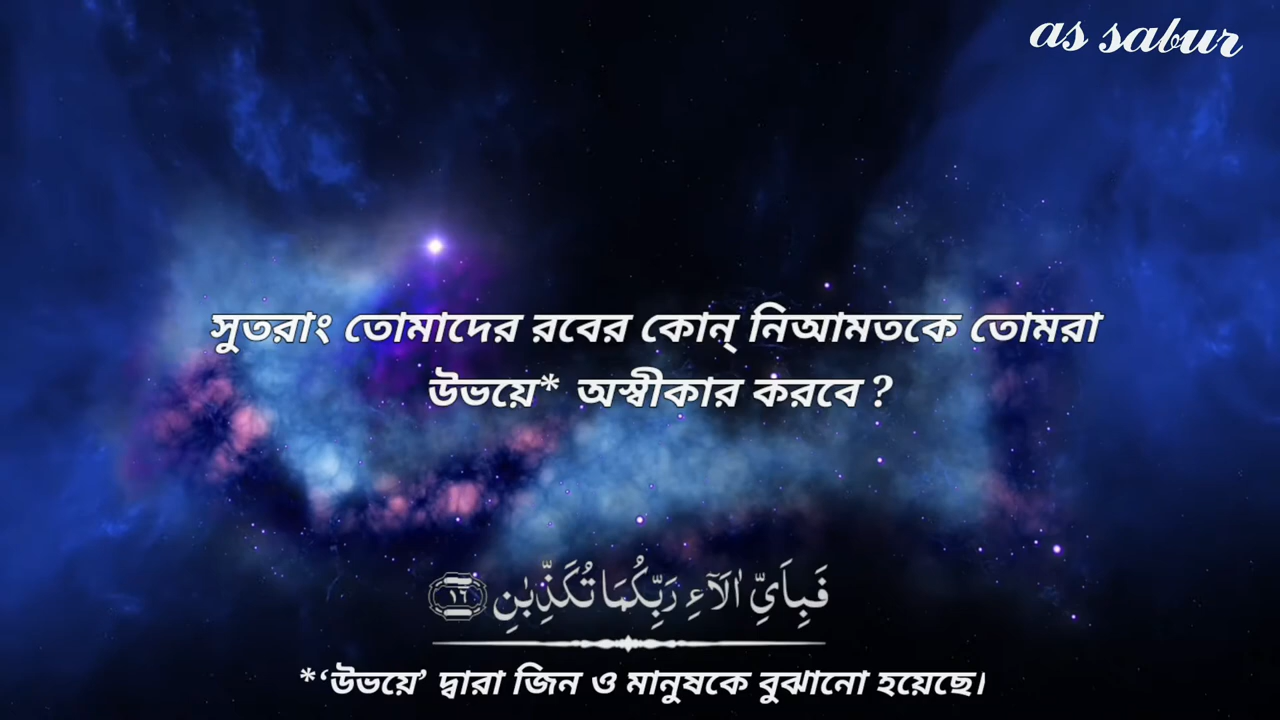 as sabur
সুতরাং তোমাদের রবের কোন্ নিআমতকে তোমরা
উভয়ে* অস্বীকার করবে ?
فَبِاَيِّ اٰلَآءِ رَبِّكُمَا تُكَذِّبٰنِ ١٦
*‘উভয়ে’ দ্বারা জিন ও মানুষকে বুঝানো হয়েছে।